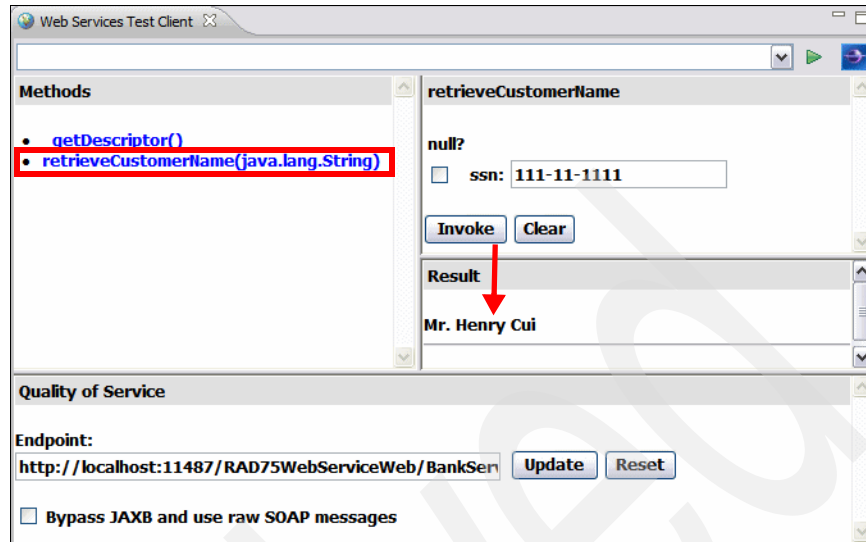 Web Services Test Client
Methods
• getDescriptor()
• retrieveCustomerName(java.lang.String)
retrieveCustomerName
null?
ssn: 111-11-1111
Invoke Clear
Result
Mr. Henry Cui
Quality of Service
Endpoint:
http://localhost:11487/RAD75WebServiceWeb/BankSer Update Reset
Bypass JAXB and use raw SOAP messages